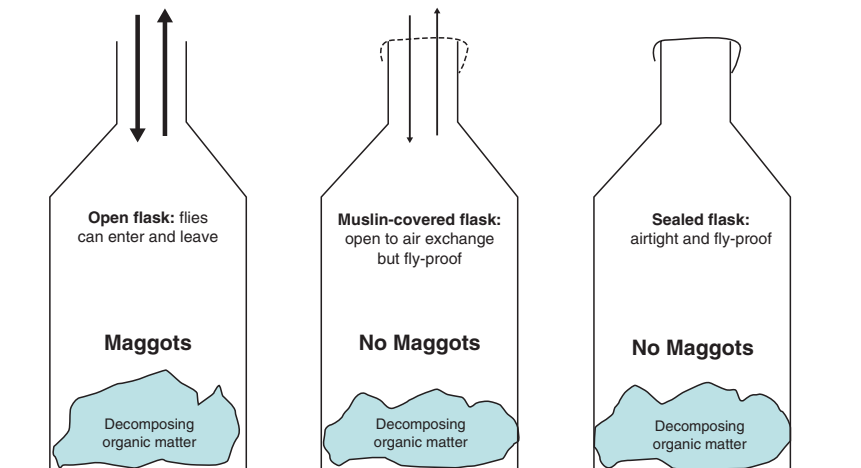 Open flask: flies
can enter and leave
Maggots
Decomposing
organic matter
Muslin-covered flask:
open to air exchange
but fly-proof
No Maggots
Decomposing
organic matter
Sealed flask:
airtight and fly-proof
No Maggots
Decomposing
organic matter